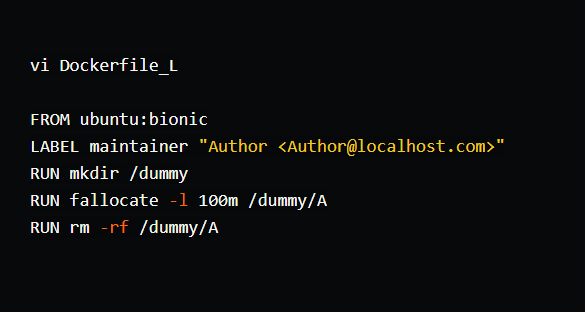 vi Dockerfile_L
FROM ubuntu:bionic
LABEL maintainer "Author <Author@localhost.com>"
RUN mkdir /dummy
RUN fallocate -l 100m /dummy/A
RUN rm -rf /dummy/A